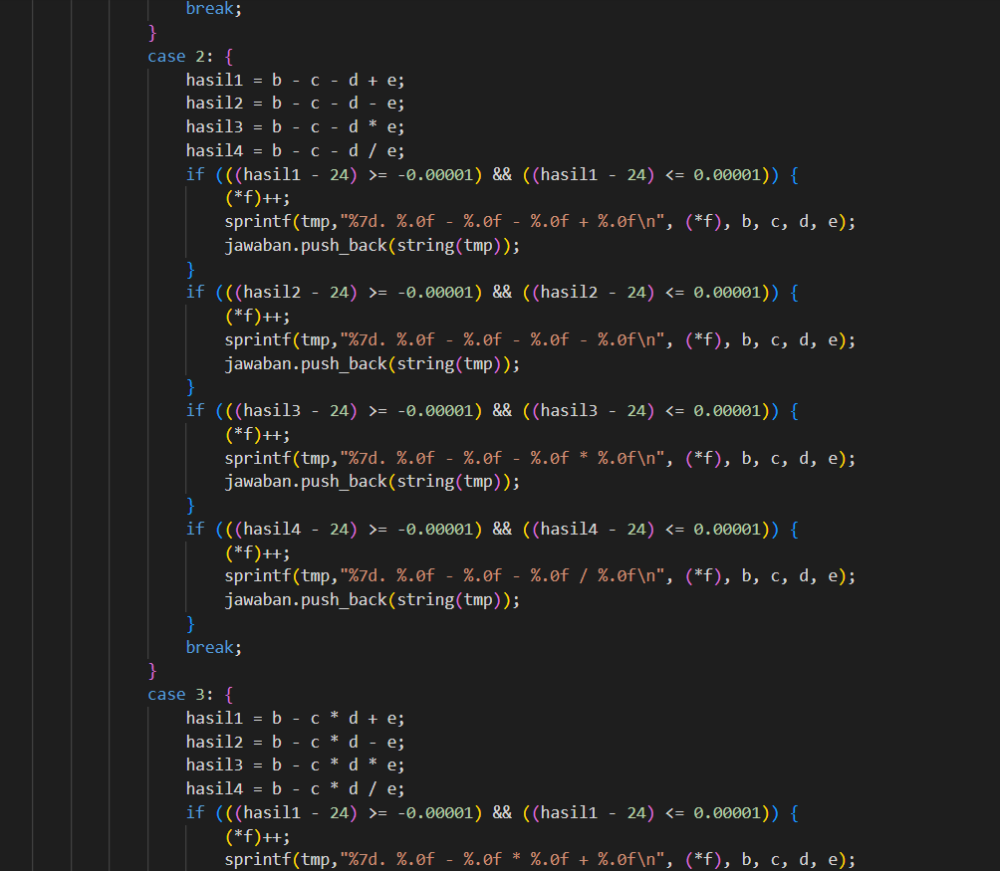 break;
}
case 2: {
hasil1 = b - c - d + e;
hasil2 = b - c - d - e;
hasil3 = b - c - d * e;
hasil4 = b - c - d / e;
if (((hasil1 - 24) >= -0.00001) && ((hasil1 - 24) <= 0.00001)) {
(*f)++;
sprintf(tmp,"%7d. %.0f - %.0f - %.0f + %.0f\n", (*f), b, c, d, e);
jawaban.push_back(string(tmp));
}
if (((hasil2 - 24) >= -0.00001) && ((hasil2 - 24) <= 0.00001)) {
(*f)++;
sprintf(tmp,"%7d. %.0f - %.0f - %.0f - %.0f\n", (*f), b, c, d, e);
jawaban.push_back(string(tmp));
}
if (((hasil3 - 24) >= -0.00001) && ((hasil3 - 24) <= 0.00001)) {
(*f)++;
sprintf(tmp,"%7d. %.0f - %.0f - %.0f * %.0f\n", (*f), b, c, d, e);
jawaban.push_back(string(tmp));
}
if (((hasil4 - 24) >= -0.00001) && ((hasil4 - 24) <= 0.00001)) {
(*f)++;
sprintf(tmp,"%7d. %.0f - %.0f - %.0f / %.0f\n", (*f), b, c, d, e);
jawaban.push_back(string(tmp));
}
break;
}
case 3: {
hasil1 = b - c * d + e;
hasil2 = b - c * d - e;
hasil3 = b - c * d * e;
hasil4 = b - c * d / e;
if (((hasil1 - 24) >= -0.00001) && ((hasil1 - 24) <= 0.00001)) {
(*f)++;
sprintf(tmp,"%7d. %.0f - %.0f * %.0f + %.0f\n", (*f), b, c, d, e);